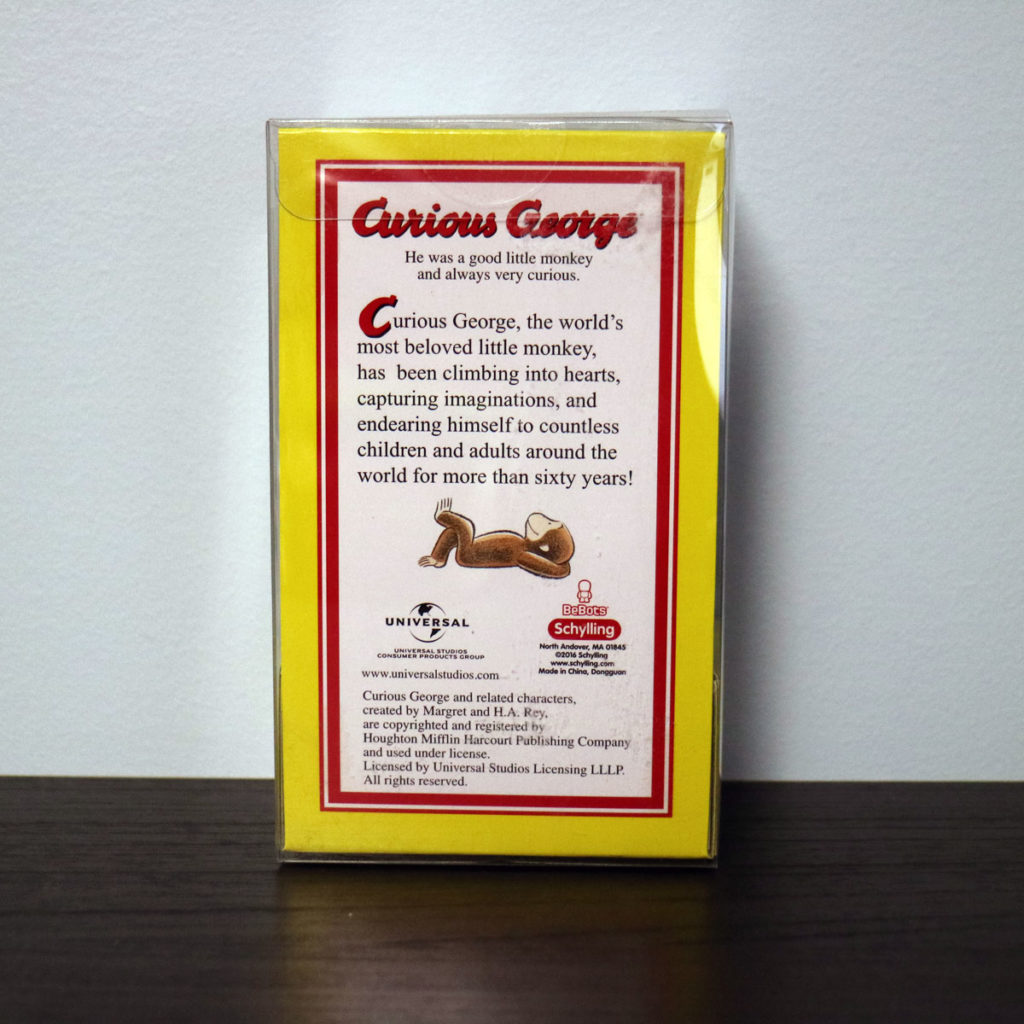 Curious George
He was a good little monkey
and always very curious.
Curious George, the world's
most beloved little monkey,
has been climbing into hearts,
capturing imaginations, and
endearing himself to countless
children and adults around the
world for more than sixty years!
UNIVERSAL
UNIVERSAL STUDIOS
CONSUMER PRODUCTS GROUP
www.universalstudios.com
BeBots
Schylling
North Andover, MA 01845
©2016 Schylling
www.schylling.com
Made in China, Dongguan
Curious George and related characters,
created by Margret and H.A. Rey,
are copyrighted and registered by
Houghton Mifflin Harcourt Publishing Company
and used under license.
Licensed by Universal Studios Licensing LLLP.
All rights reserved.